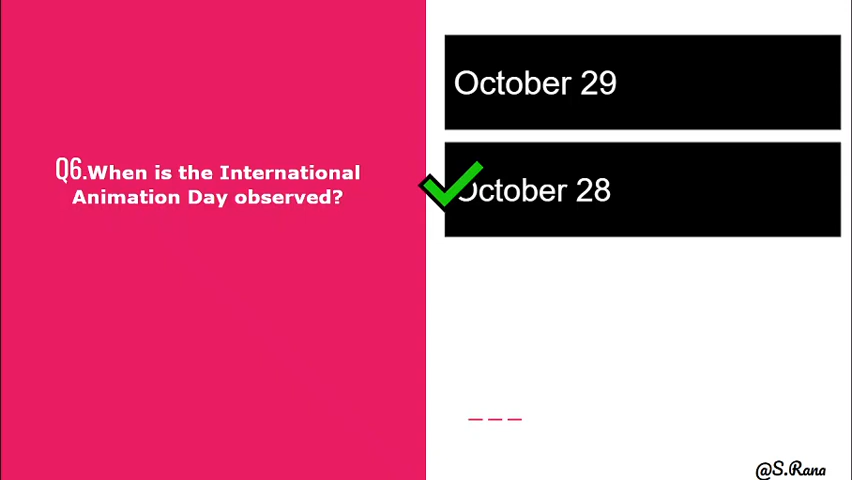 Q6.When is the International
Animation Day observed?
October 29
October 28
@S.Rana